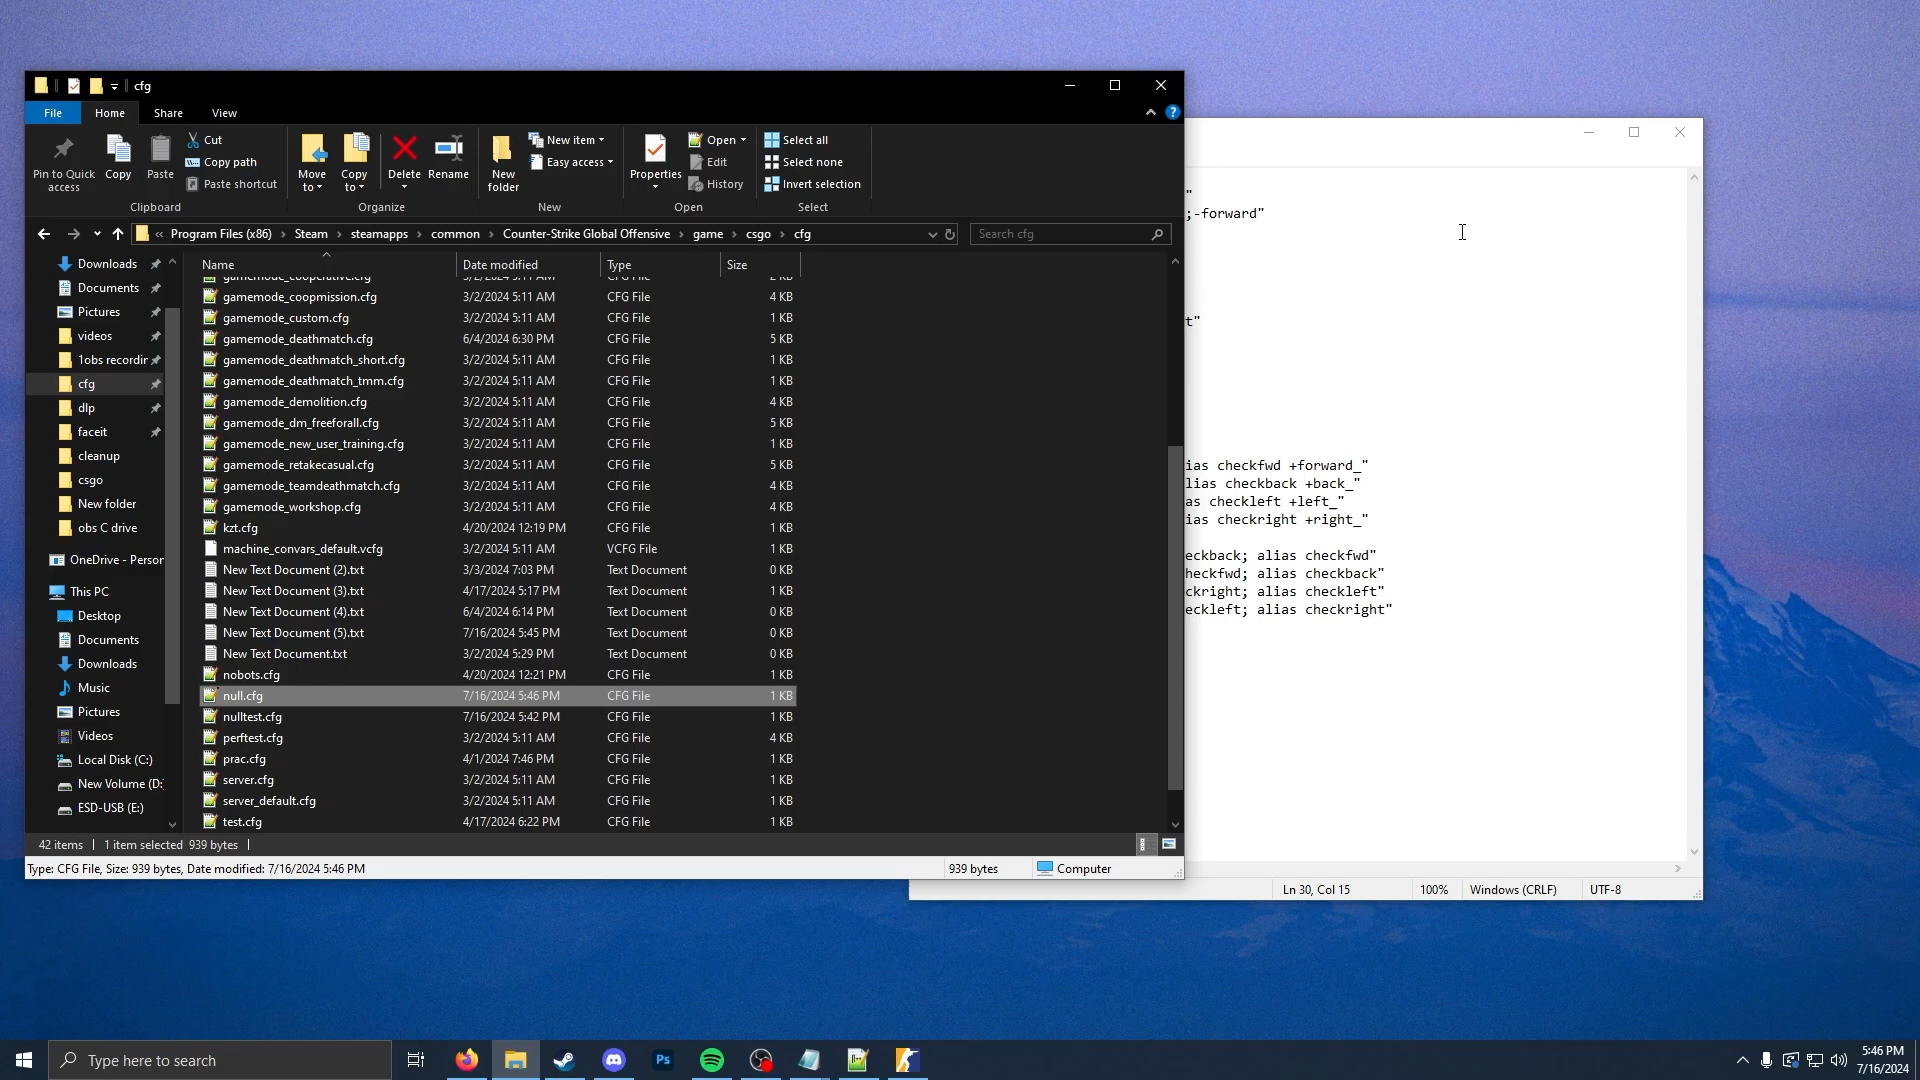 cfg
File Home Share View
Pin to Quick access
Copy
Paste
Cut
Copy path
Paste shortcut
Clipboard
Move to
Copy to
Delete
Rename
Organize
New folder
New item
Easy access
New
Properties
Open
Edit
History
Open
Select all
Select none
Invert selection
Select
« Program Files (x86) › Steam › steamapps › common › Counter-Strike Global Offensive › game › csgo › cfg
Search cfg
Downloads
Documents
Pictures
videos
1obs recordin
cfg
dlp
faceit
cleanup
csgo
New folder
obs C drive
OneDrive - Person
This PC
Desktop
Documents
Downloads
Music
Pictures
Videos
Local Disk (C:)
New Volume (D:)
ESD-USB (E:)
Name Date modified Type Size
gamemode_cooperative.cfg 3/2/2024 5:11 AM CFG File 2 KB
gamemode_coopmission.cfg 3/2/2024 5:11 AM CFG File 4 KB
gamemode_custom.cfg 3/2/2024 5:11 AM CFG File 1 KB
gamemode_deathmatch.cfg 6/4/2024 6:30 PM CFG File 5 KB
gamemode_deathmatch_short.cfg 3/2/2024 5:11 AM CFG File 1 KB
gamemode_deathmatch_tmm.cfg 3/2/2024 5:11 AM CFG File 1 KB
gamemode_demolition.cfg 3/2/2024 5:11 AM CFG File 4 KB
gamemode_dm_freeforall.cfg 3/2/2024 5:11 AM CFG File 5 KB
gamemode_new_user_training.cfg 3/2/2024 5:11 AM CFG File 1 KB
gamemode_retakecasual.cfg 3/2/2024 5:11 AM CFG File 5 KB
gamemode_teamdeathmatch.cfg 3/2/2024 5:11 AM CFG File 4 KB
gamemode_workshop.cfg 3/2/2024 5:11 AM CFG File 4 KB
kzt.cfg 4/20/2024 12:19 PM CFG File 1 KB
machine_convars_default.vcfg 3/2/2024 5:11 AM VCFG File 1 KB
New Text Document (2).txt 3/3/2024 7:03 PM Text Document 0 KB
New Text Document (3).txt 4/17/2024 5:17 PM Text Document 1 KB
New Text Document (4).txt 6/4/2024 6:14 PM Text Document 0 KB
New Text Document (5).txt 7/16/2024 5:45 PM Text Document 0 KB
New Text Document.txt 3/2/2024 5:29 PM Text Document 0 KB
nobots.cfg 4/20/2024 12:21 PM CFG File 1 KB
null.cfg 7/16/2024 5:46 PM CFG File 1 KB
nulltest.cfg 7/16/2024 5:42 PM CFG File 1 KB
perftest.cfg 3/2/2024 5:11 AM CFG File 4 KB
prac.cfg 4/1/2024 7:46 PM CFG File 1 KB
server.cfg 3/2/2024 5:11 AM CFG File 1 KB
server_default.cfg 3/2/2024 5:11 AM CFG File 1 KB
test.cfg 4/17/2024 6:22 PM CFG File 1 KB
42 items 1 item selected 939 bytes
Type: CFG File, Size: 939 bytes, Date modified: 7/16/2024 5:46 PM 939 bytes Computer
"
;-forward"
t"
ias checkfwd +forward_"
lias checkback +back_"
as checkleft +left_"
ias checkright +right_"
eckback; alias checkfwd"
heckfwd; alias checkback"
ckright; alias checkleft"
eckleft; alias checkright"
Ln 30, Col 15 100% Windows (CRLF) UTF-8
Type here to search
Ps
5:46 PM
7/16/2024